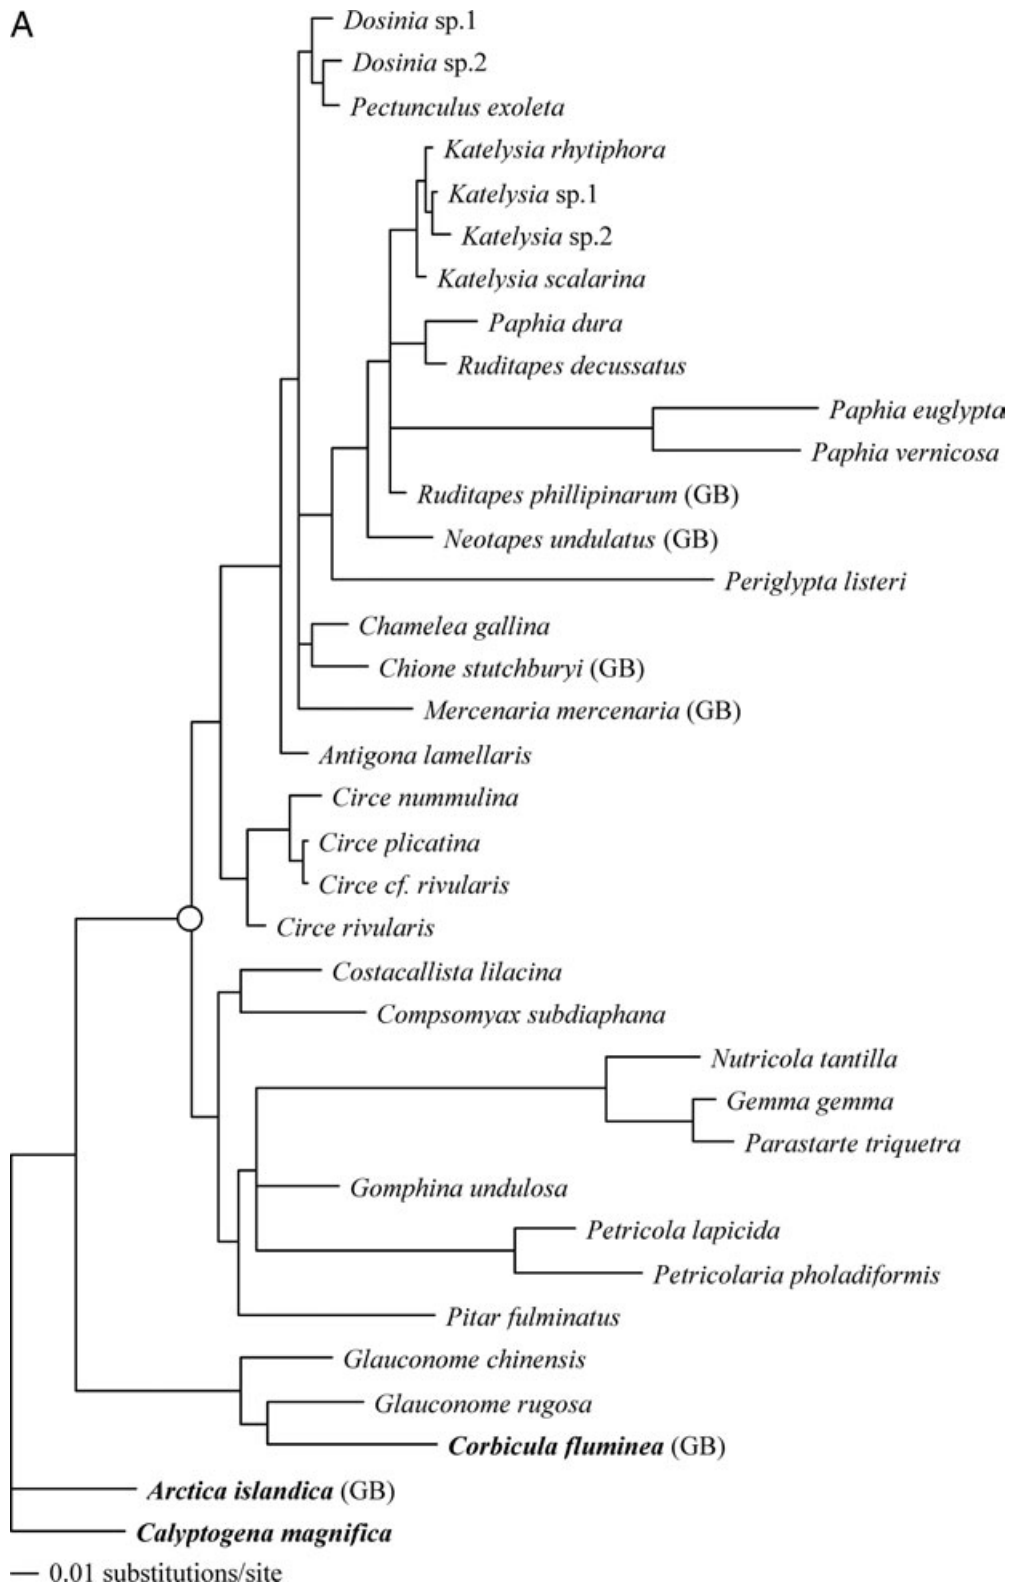 A
Dosinia sp.1
Dosinia sp.2
Pectunculus exoleta
Katelysia rhytiphora
Katelysia sp.1
Katelysia sp.2
Katelysia scalarina
Paphia dura
Ruditapes decussatus
Paphia euglypta
Paphia vernicosa
Ruditapes phillipinarum (GB)
Neotapes undulatus (GB)
Periglypta listeri
Chamelea gallina
Chione stutchburyi (GB)
Mercenaria mercenaria (GB)
Antigona lamellaris
Circe nummulina
Circe plicatina
Circe cf. rivularis
Circe rivularis
Costacallista lilacina
Compsomyax subdiaphana
Nutricola tantilla
Gemma gemma
Parastarte triquetra
Gomphina undulosa
Petricola lapicida
Petricolaria pholadiformis
Pitar fulminatus
Glauconome chinensis
Glauconome rugosa
Corbicula fluminea (GB)
Arctica islandica (GB)
Calyptogena magnifica
0.01 substitutions/site